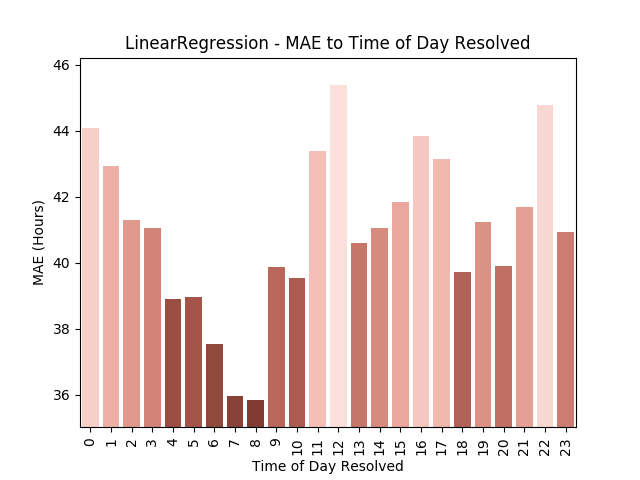 LinearRegression - MAE to Time of Day Resolved
46
44
42
40
38
36
MAE (Hours)
0 1 2 3 4 5 6 7 8 9 10 11 12 13 14 15 16 17 18 19 20 21 22 23
Time of Day Resolved